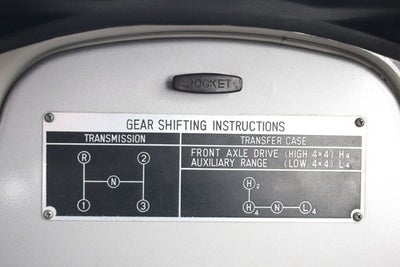 POCKET
GEAR SHIFTING INSTRUCTIONS
TRANSMISSION TRANSFER CASE
FRONT AXLE DRIVE (HIGH 4×4) H4
AUXILIARY RANGE (LOW 4×4) L4
R 2
N
1 3
H2
H4 N L4